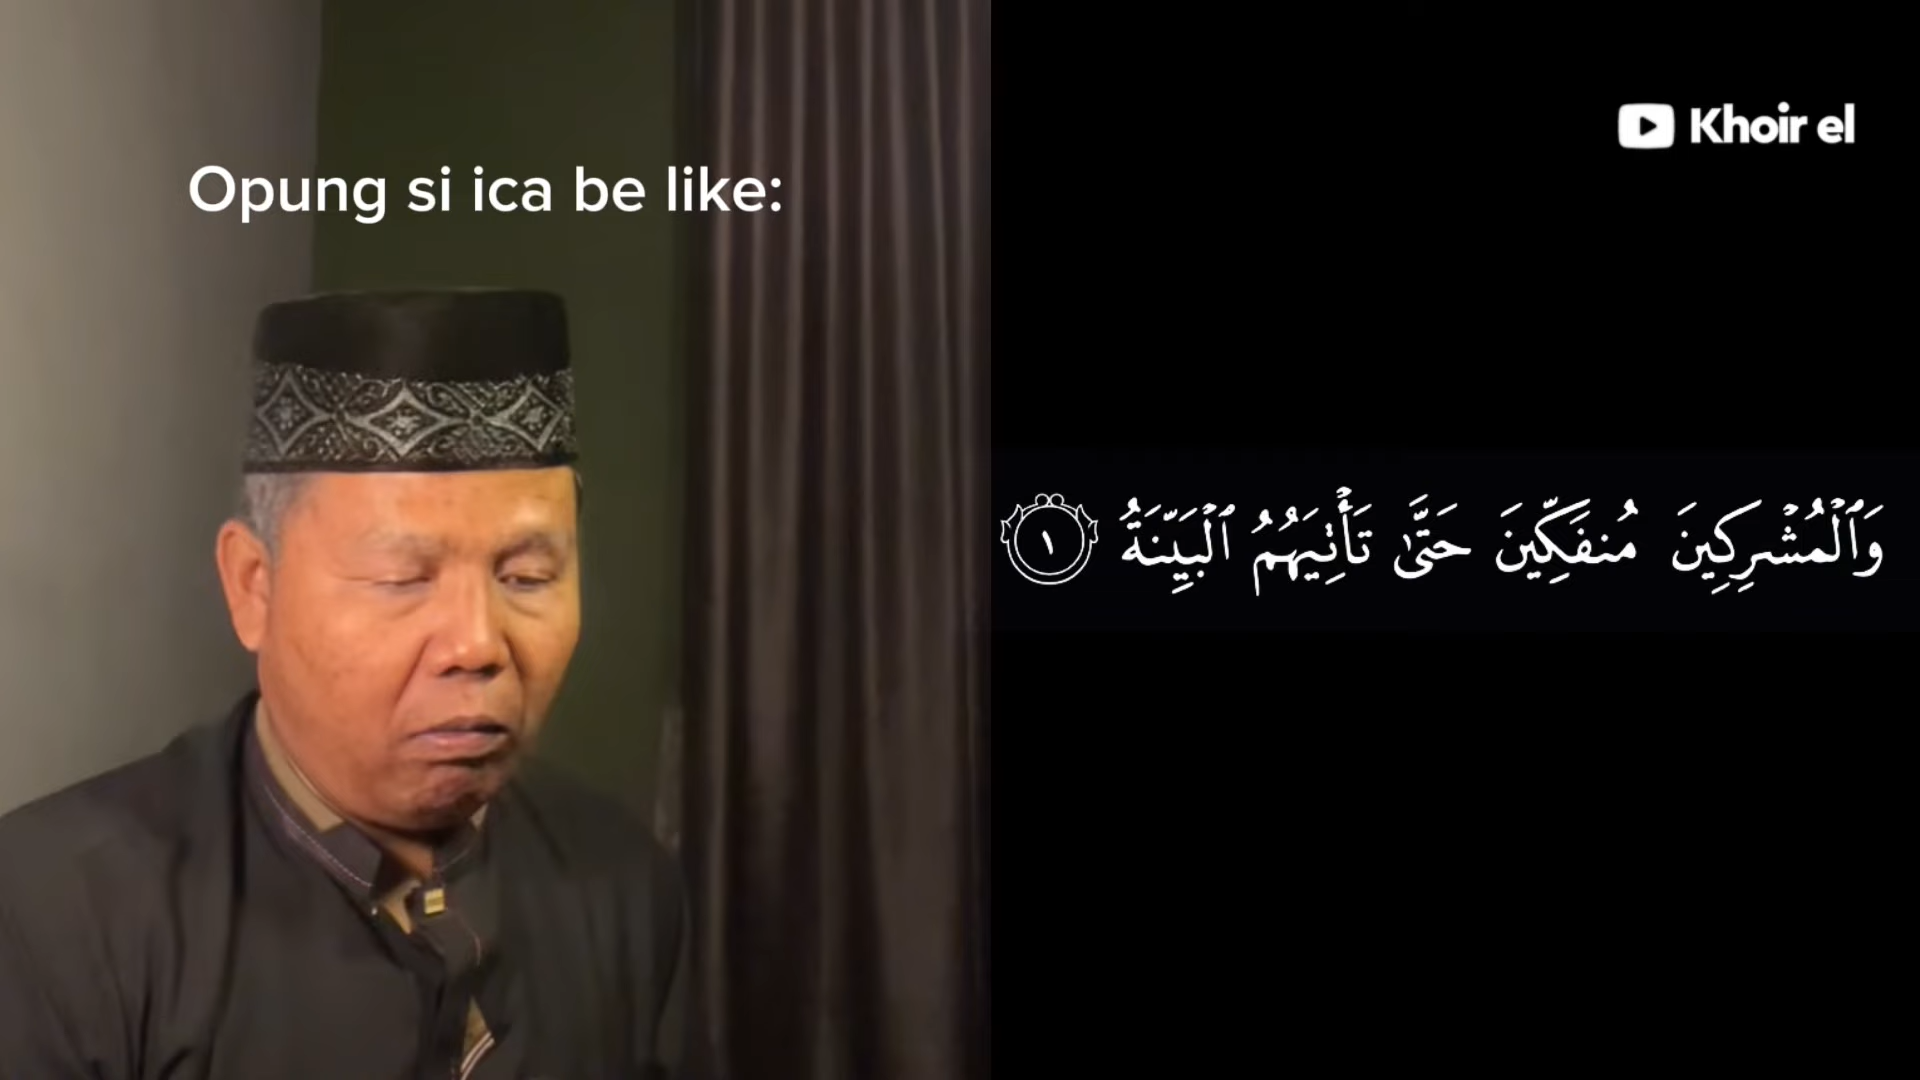 Opung si ica be like:
Khoir el
وَٱلْمُشْرِكِينَ مُنفَكِّينَ حَتَّىٰ تَأْتِيَهُمُ ٱلْبَيِّنَةُ ١